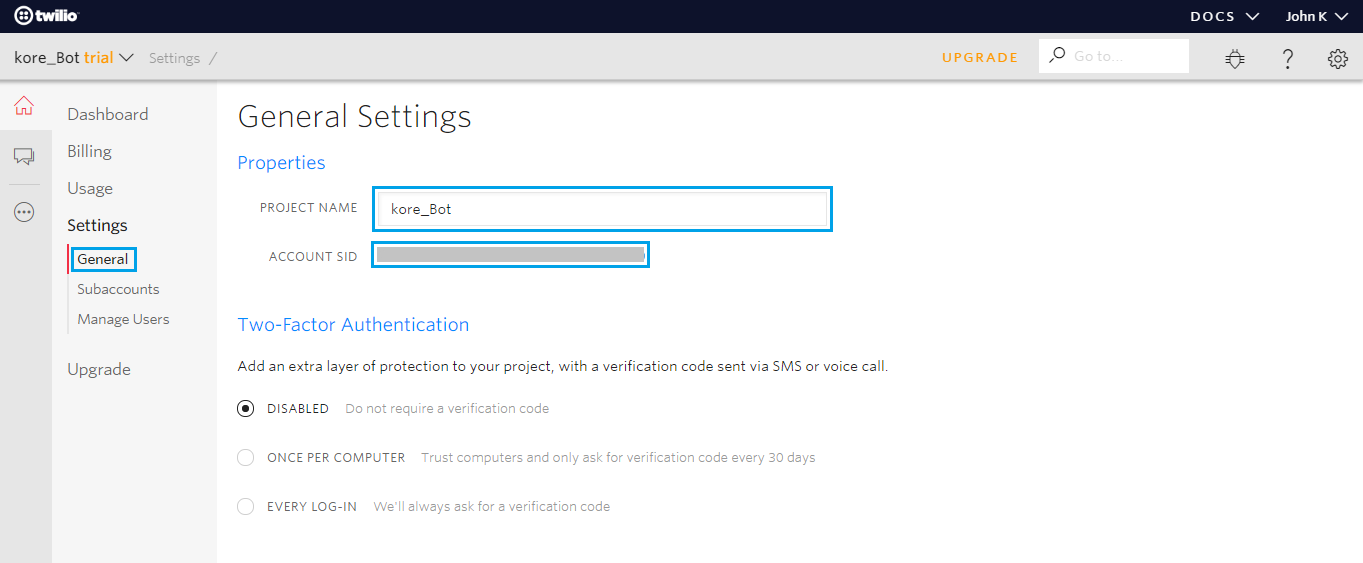 twilio
DOCS
John K
kore_Bot trial
Settings /
UPGRADE
Go to...
?
Dashboard
Billing
Usage
Settings
General
Subaccounts
Manage Users
Upgrade
General Settings
Properties
PROJECT NAME
kore_Bot
ACCOUNT SID
Two-Factor Authentication
Add an extra layer of protection to your project, with a verification code sent via SMS or voice call.
DISABLED Do not require a verification code
ONCE PER COMPUTER Trust computers and only ask for verification code every 30 days
EVERY LOG-IN We'll always ask for a verification code